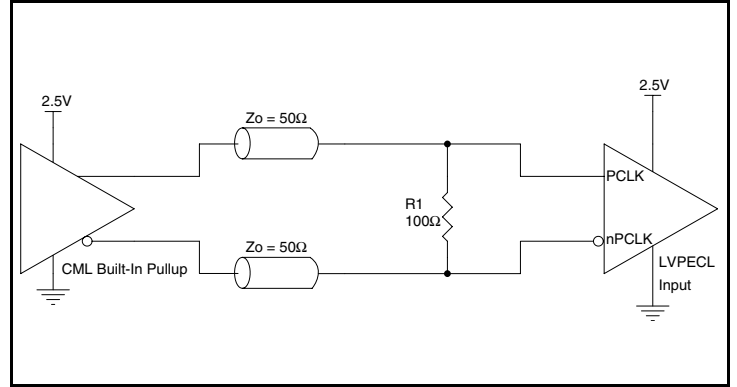 2.5V
2.5V
Zo = 50Ω
PCLK
R1
100Ω
nPCLK
Zo = 50Ω
CML Built-In Pullup
LVPECL
Input